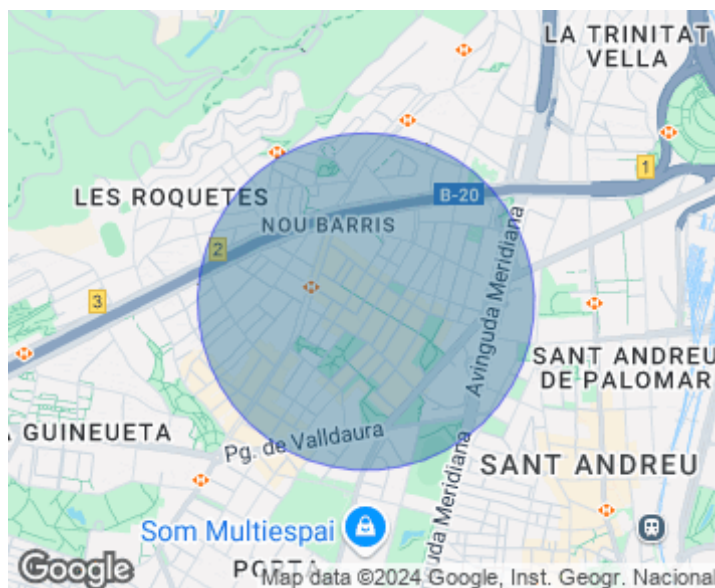 LA TRINITAT
VELLA
1
B-20
LES ROQUETES
NOU BARRIS
2
Avinguda Meridiana
3
SANT ANDREU
DE PALOMAR
A GUINEUETA
Pg. de Valldaura
SANT ANDREU
Som Multiespai
uda Meridiana
PORTA
Google
Map data ©2024 Google, Inst. Geogr. Nacional